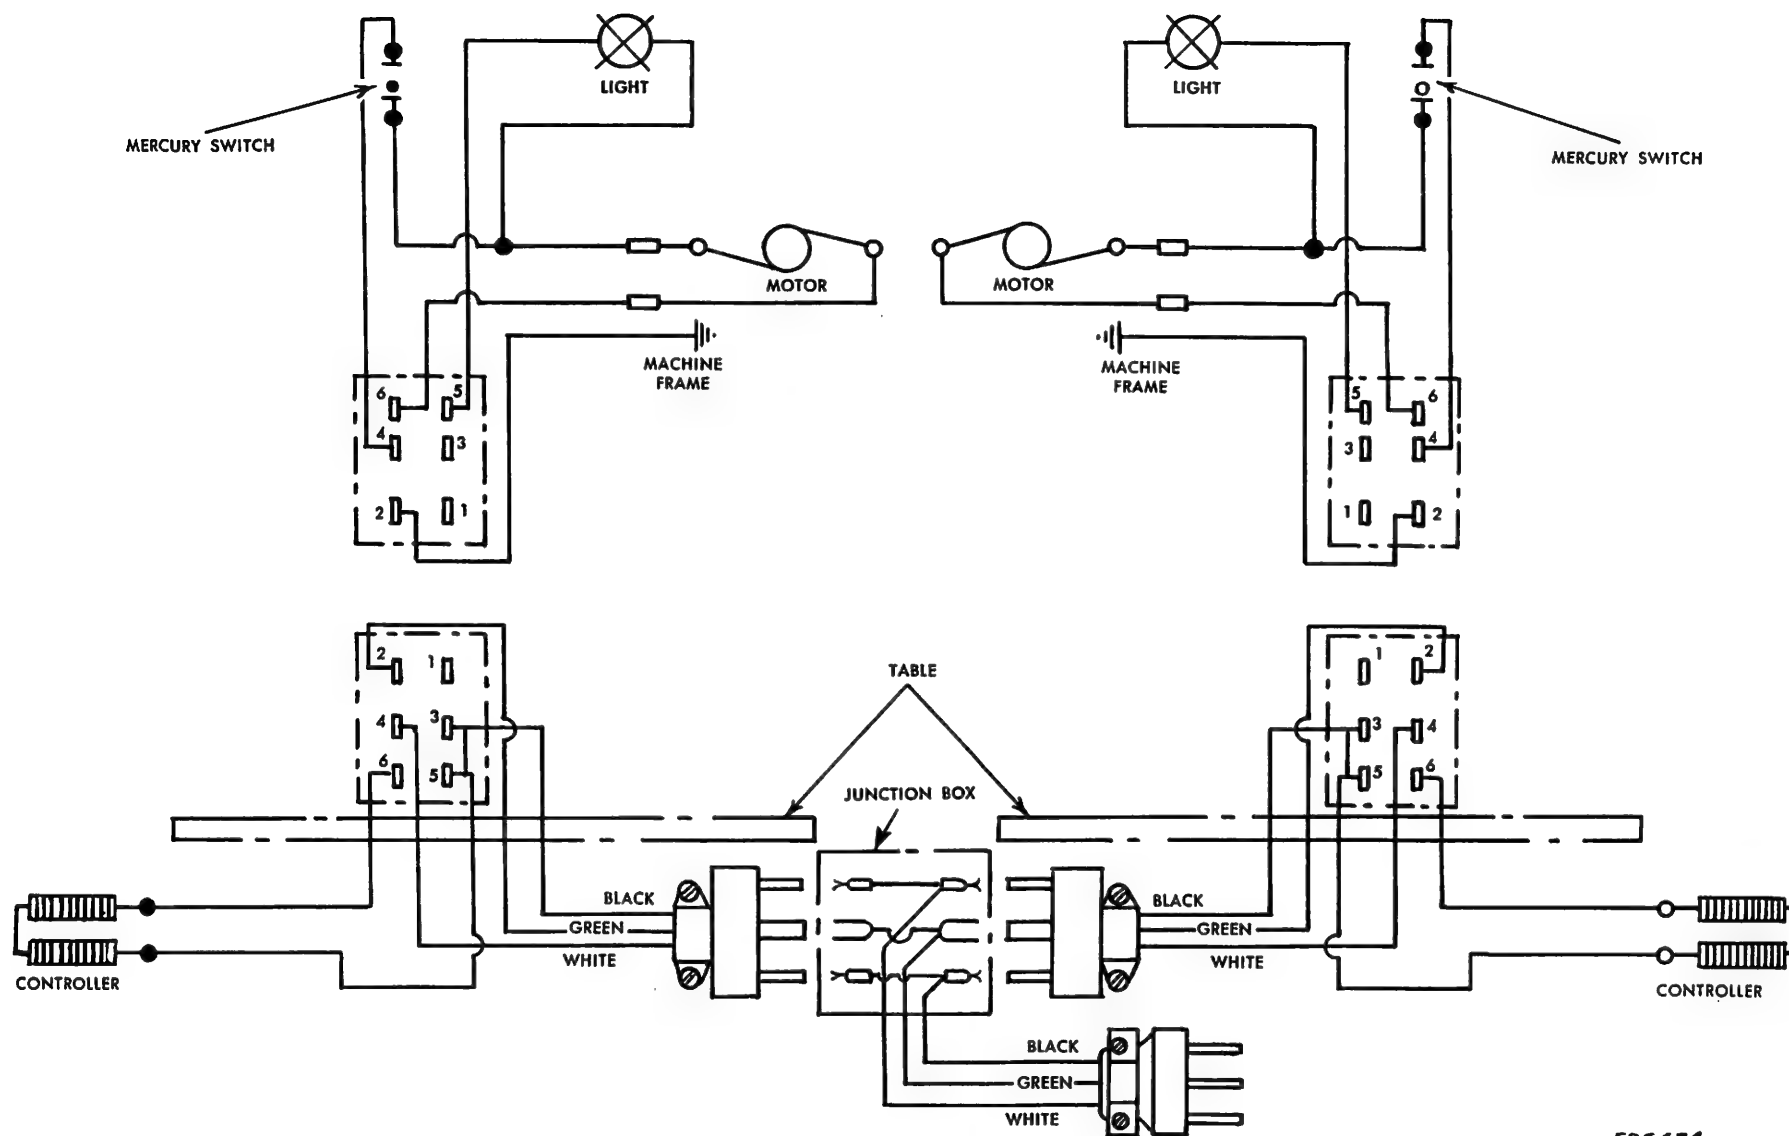 LIGHT
LIGHT
MERCURY SWITCH
MERCURY SWITCH
MOTOR
MOTOR
MACHINE
FRAME
MACHINE
FRAME
6 5
4 3
2 1
5 6
3 4
1 2
2 1
4 3
6 5
1 2
3 4
5 6
TABLE
JUNCTION BOX
BLACK
GREEN
WHITE
CONTROLLER
BLACK
GREEN
WHITE
CONTROLLER
BLACK
GREEN
WHITE